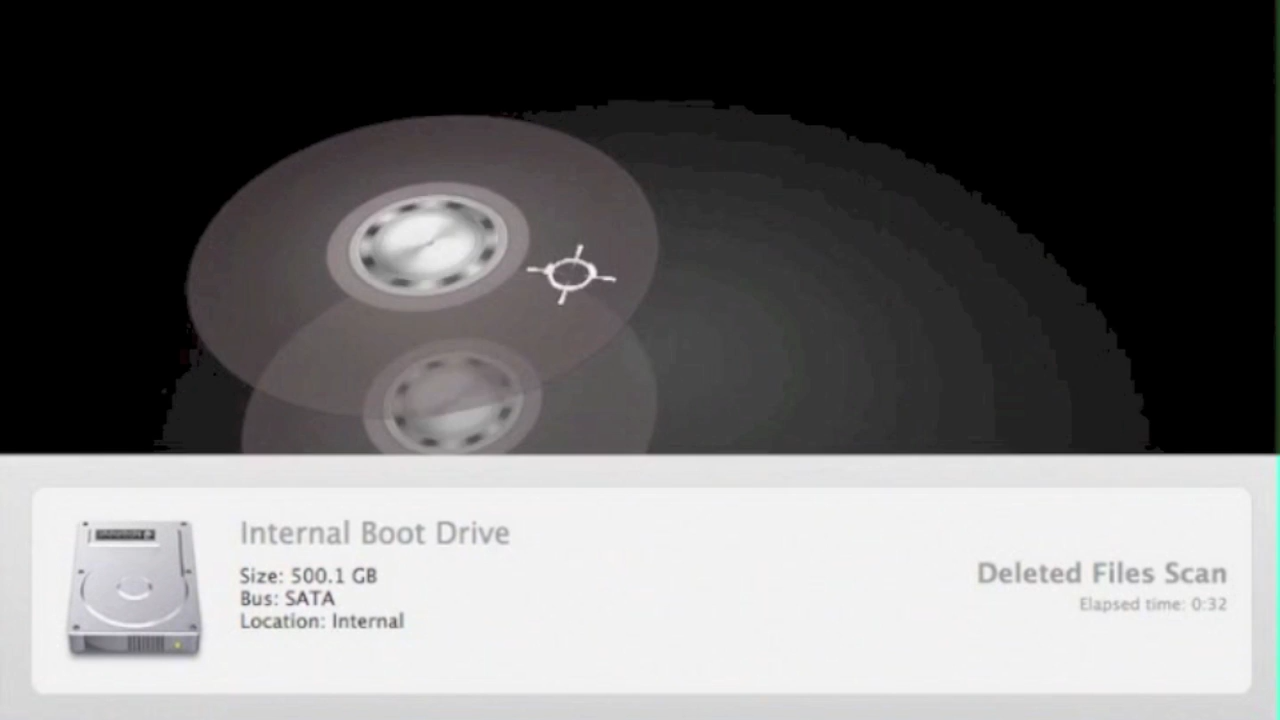 Internal Boot Drive
Size: 500.1 GB
Bus: SATA
Location: Internal
Deleted Files Scan
Elapsed time: 0:32